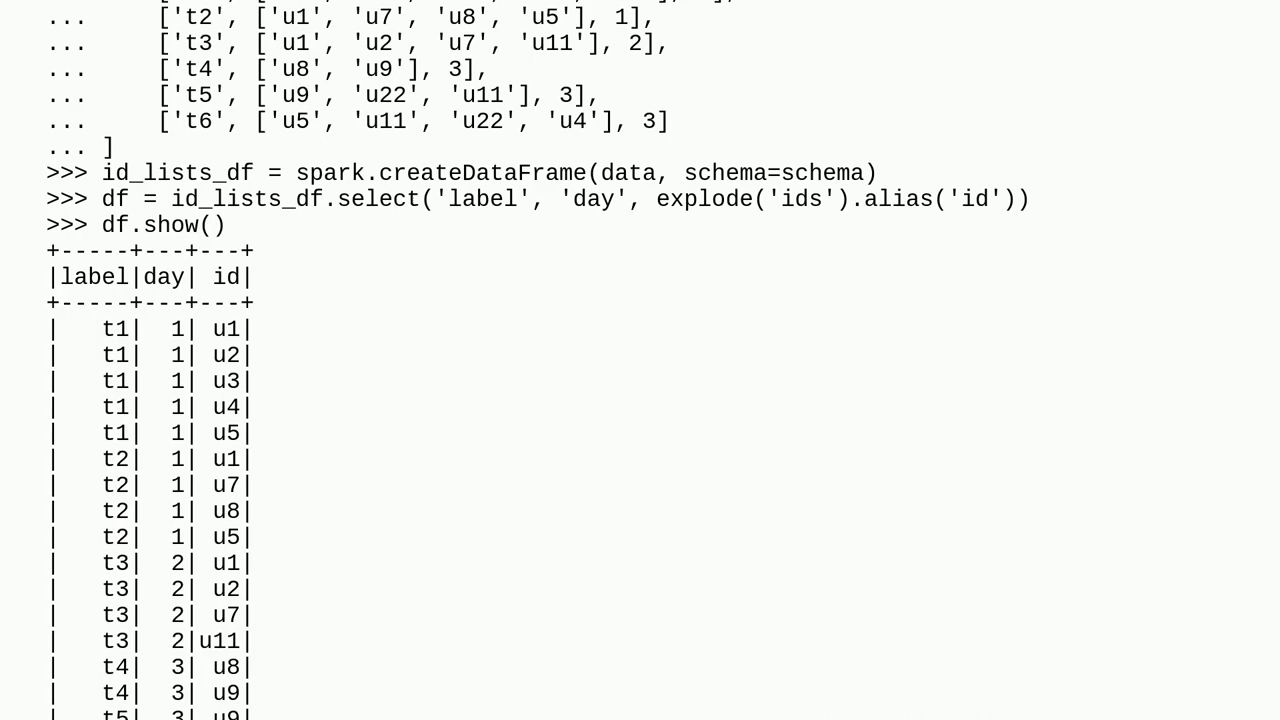 ...     ['t2', ['u1', 'u7', 'u8', 'u5'], 1],
...     ['t3', ['u1', 'u2', 'u7', 'u11'], 2],
...     ['t4', ['u8', 'u9'], 3],
...     ['t5', ['u9', 'u22', 'u11'], 3],
...     ['t6', ['u5', 'u11', 'u22', 'u4'], 3]
... ]
>>> id_lists_df = spark.createDataFrame(data, schema=schema)
>>> df = id_lists_df.select('label', 'day', explode('ids').alias('id'))
>>> df.show()
+-----+---+---+
|label|day| id|
+-----+---+---+
|   t1|  1| u1|
|   t1|  1| u2|
|   t1|  1| u3|
|   t1|  1| u4|
|   t1|  1| u5|
|   t2|  1| u1|
|   t2|  1| u7|
|   t2|  1| u8|
|   t2|  1| u5|
|   t3|  2| u1|
|   t3|  2| u2|
|   t3|  2| u7|
|   t3|  2|u11|
|   t4|  3| u8|
|   t4|  3| u9|
|   t5|  3| u9|